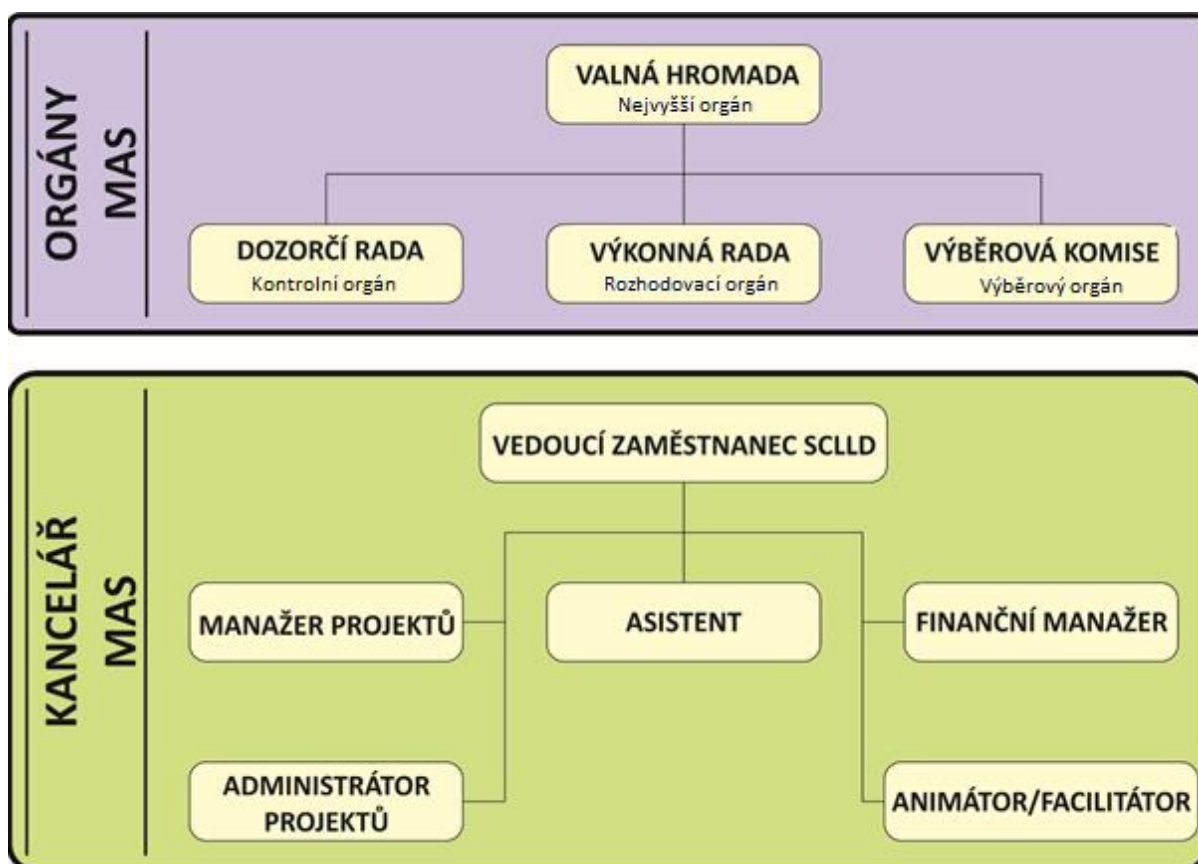 ORGÁNY
MAS
VALNÁ HROMADA
Nejvyšší orgán
DOZORČÍ RADA
Kontrolní orgán
VÝKONNÁ RADA
Rozhodovací orgán
VÝBĚROVÁ KOMISE
Výběrový orgán
KANCELÁŘ
MAS
VEDOUCÍ ZAMĚSTNANEC SCLLD
MANAŽER PROJEKTŮ
ASISTENT
FINANČNÍ MANAŽER
ADMINISTRÁTOR
PROJEKTŮ
ANIMÁTOR/FACILITÁTOR